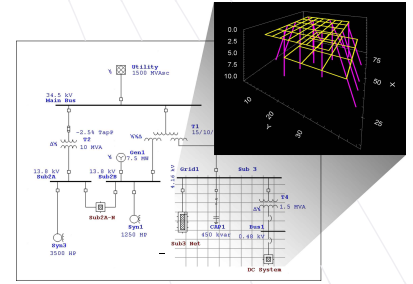 Utility
1500 MVAsc
0.0
2.5
5.0
7.5
10.0
75
50
25
X
10
20
30
Y
34.5 kV
Main Bus
-2.5% Tap
T2
10 MVA
T1
15/10/
Gen1
7.5 MW
13.8 kV
Sub2A
13.8 kV
Sub2B
4.16 kV
Grid1
Sub 3
Sub2A-N
Syn1
1250 HP
Syn3
3500 HP
Sub3 Net
CAP1
450 kvar
T4
1.5 MVA
Bus1
0.48 kV
DC System